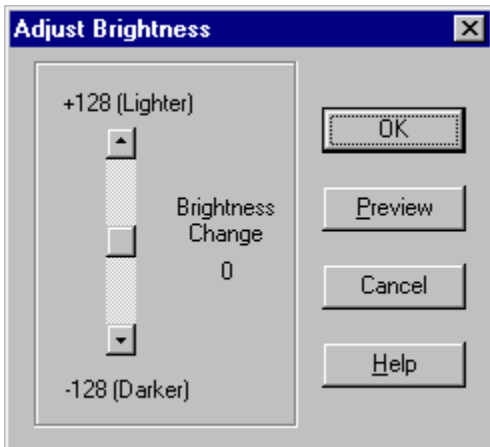 Adjust Brightness
+128 (Lighter)
Brightness
Change
0
-128 (Darker)
OK
Preview
Cancel
Help